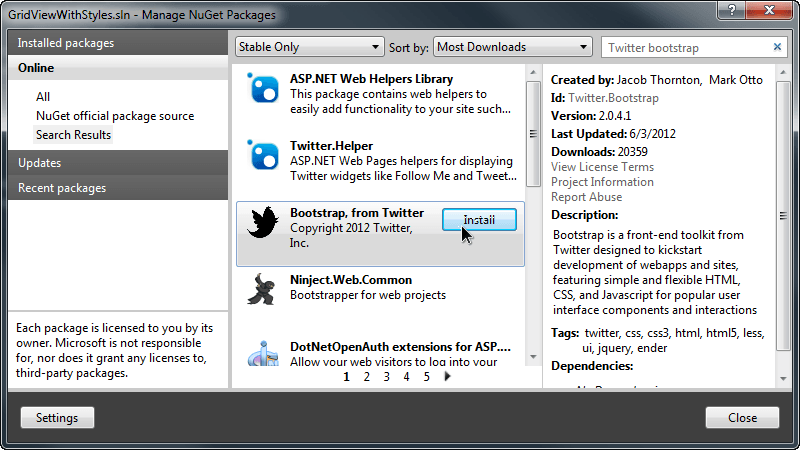 GridViewWithStyles.sln - Manage NuGet Packages
Installed packages
Online
All
NuGet official package source
Search Results
Updates
Recent packages
Each package is licensed to you by its
owner. Microsoft is not responsible
for, nor does it grant any licenses to,
third-party packages.
Settings
Stable Only
Sort by: Most Downloads
Twitter bootstrap
ASP.NET Web Helpers Library
This package contains web helpers to
easily add functionality to your site such...
Twitter.Helper
ASP.NET Web Pages helpers for displaying
Twitter widgets like Follow Me and Tweet...
Bootstrap, from Twitter
Copyright 2012 Twitter,
Inc.
Install
Ninject.Web.Common
Bootstrapper for web projects
DotNetOpenAuth extensions for ASP....
Allow your web visitors to log into your
1 2 3 4 5
Created by: Jacob Thornton, Mark Otto
Id: Twitter.Bootstrap
Version: 2.0.4.1
Last Updated: 6/3/2012
Downloads: 20359
View License Terms
Project Information
Report Abuse
Description:
Bootstrap is a front-end toolkit from
Twitter designed to kickstart
development of webapps and sites,
featuring simple and flexible HTML,
CSS, and Javascript for popular user
interface components and interactions
Tags: twitter, css, css3, html, html5, less,
ui, jquery, ender
Dependencies:
Close